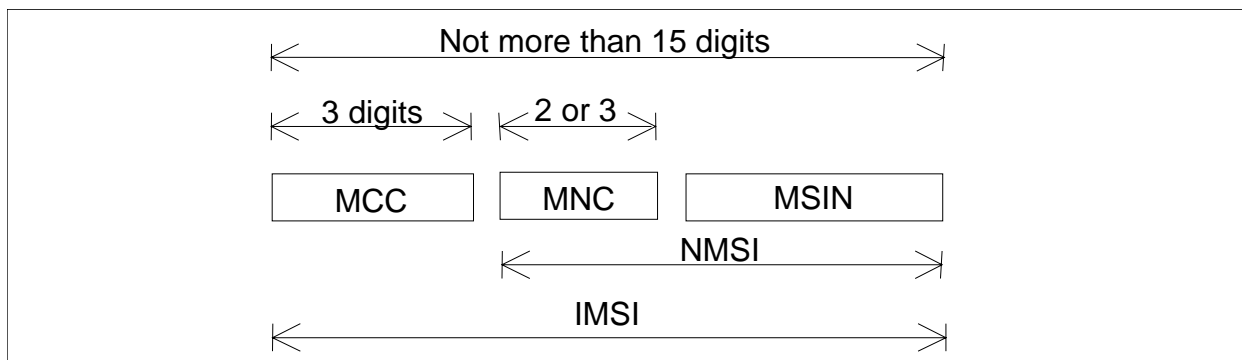 Not more than 15 digits
3 digits
2 or 3
MCC
MNC
MSIN
NMSI
IMSI